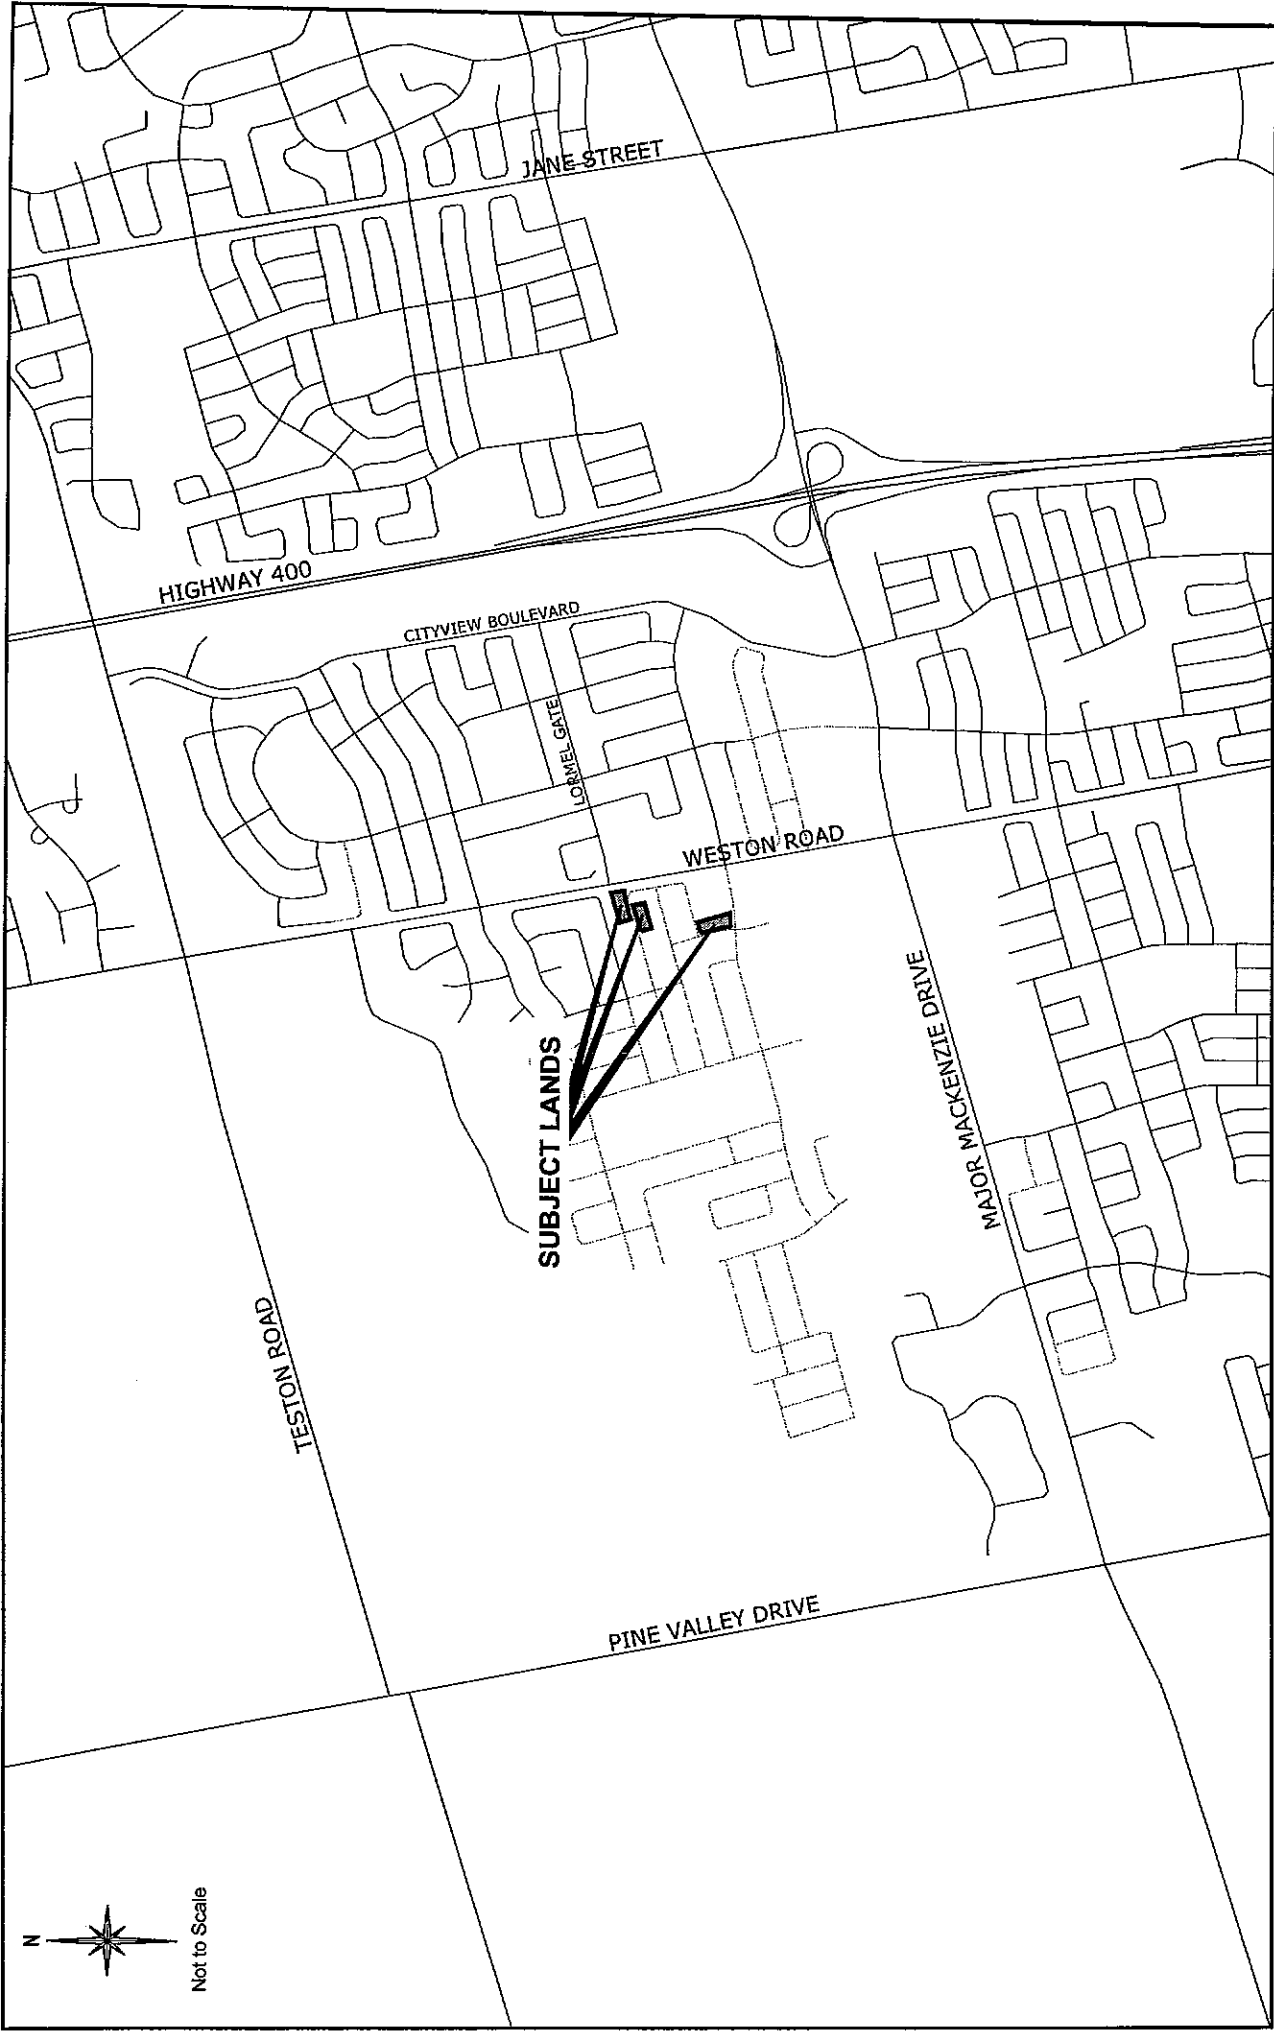 JANE STREET
HIGHWAY 400
CITYVIEW BOULEVARD
LORMEL GATE
WESTON ROAD
SUBJECT LANDS
MAJOR MACKENZIE DRIVE
TESTON ROAD
PINE VALLEY DRIVE
N
Not to Scale